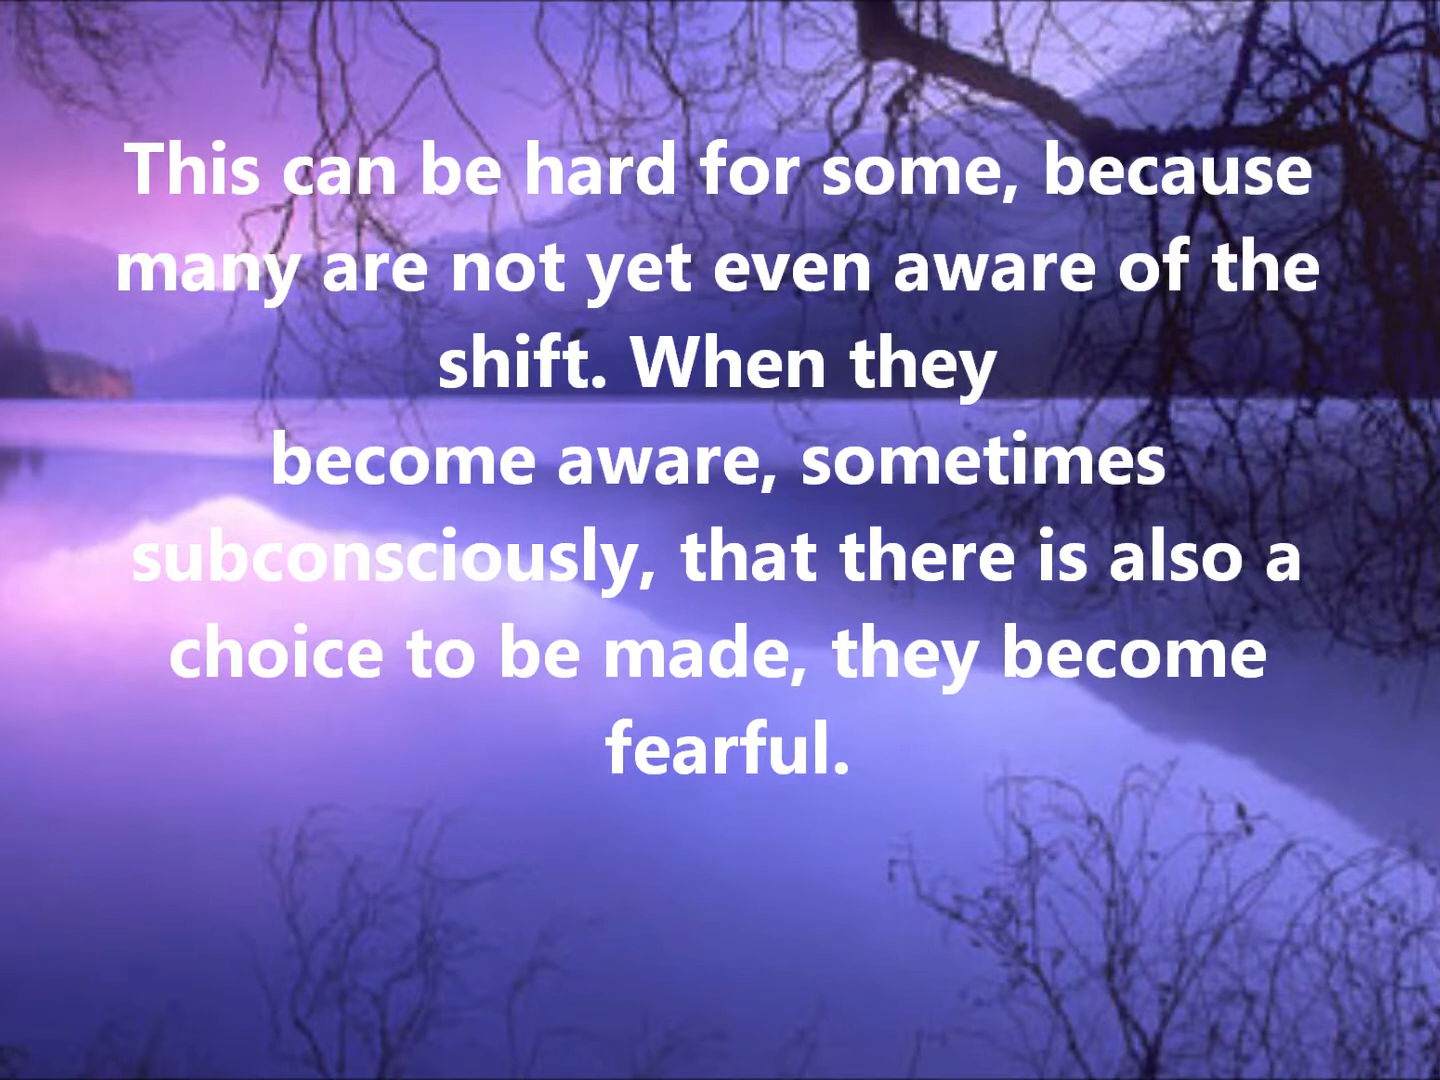 This can be hard for some, because
many are not yet even aware of the
shift. When they
become aware, sometimes
subconsciously, that there is also a
choice to be made, they become
fearful.